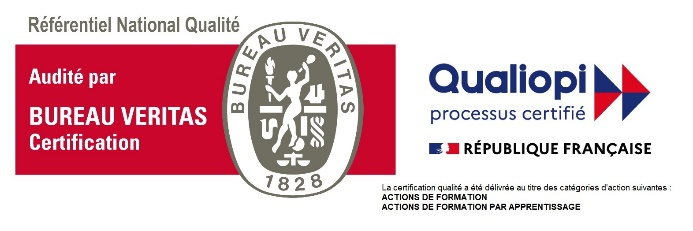 Référentiel National Qualité
Audité par
BUREAU VERITAS
Certification
BUREAU VERITAS
1828
Qualiopi
processus certifié
RÉPUBLIQUE FRANÇAISE
La certification qualité a été délivrée au titre des catégories d'action suivantes :
ACTIONS DE FORMATION
ACTIONS DE FORMATION PAR APPRENTISSAGE